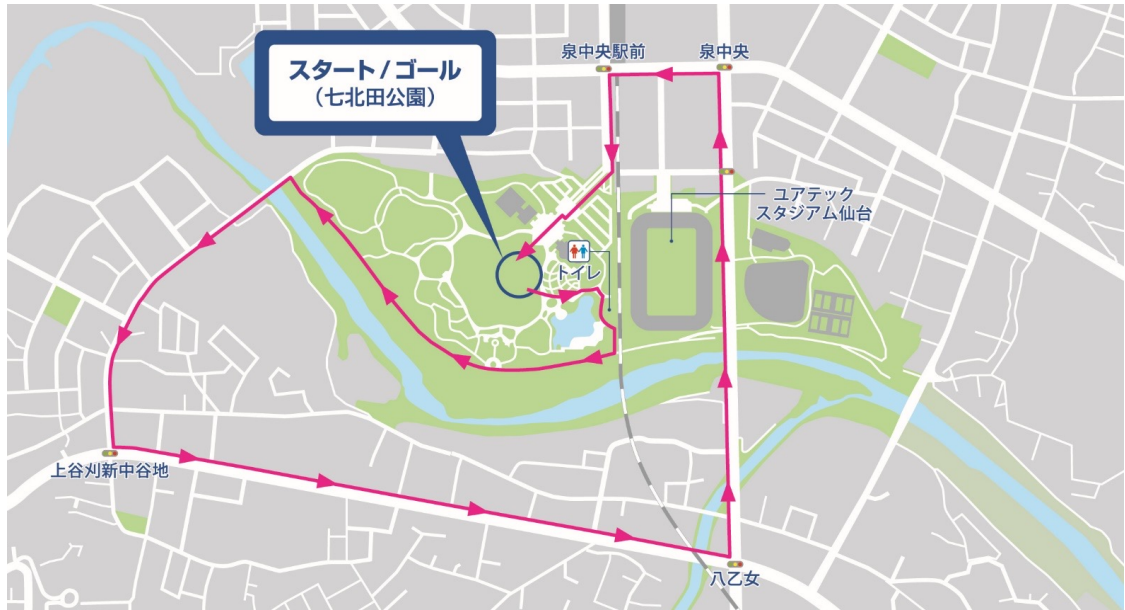 泉中央駅前
泉中央
スタート/ゴール
(七北田公園)
ユアテック
スタジアム仙台
トイレ
上谷刈新中谷地
八乙女